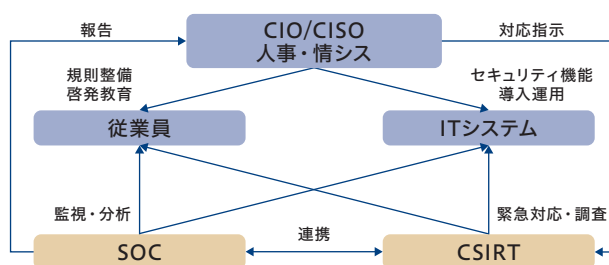 報告
CIO/CISO
人事・情シス
対応指示
規則整備
啓発教育
セキュリティ機能
導入運用
従業員
ITシステム
監視・分析
緊急対応・調査
SOC
連携
CSIRT